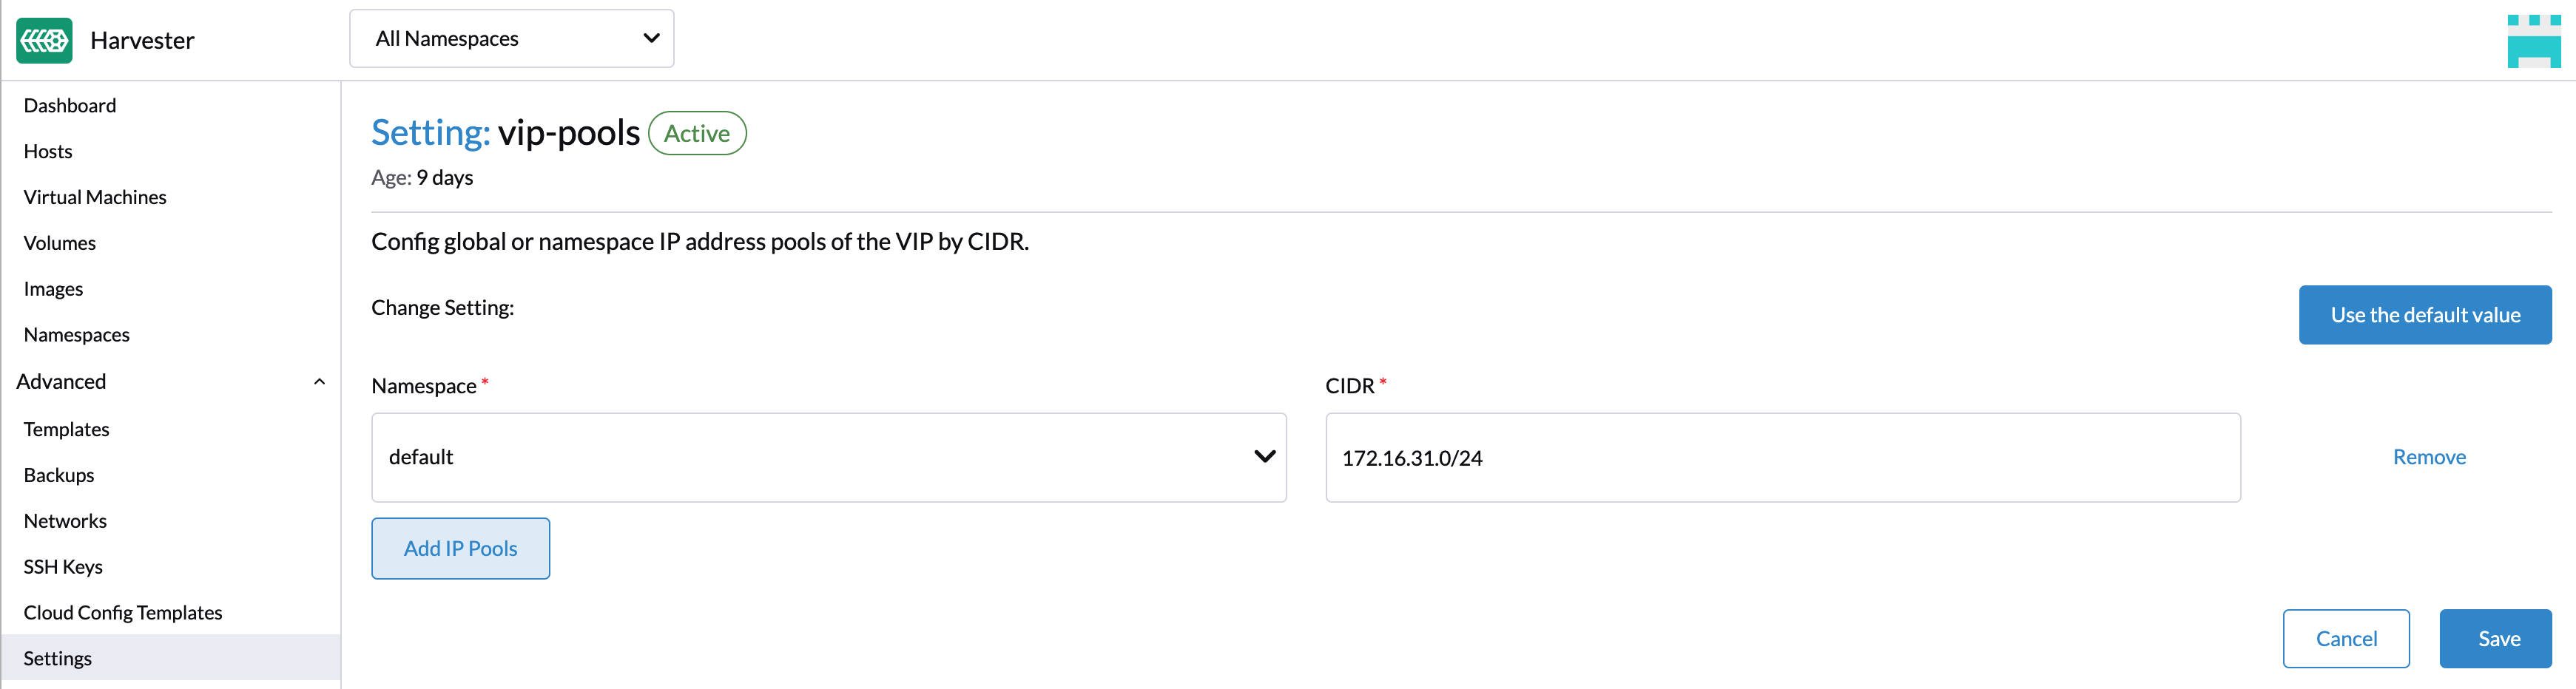 Harvester
All Namespaces
Dashboard
Hosts
Virtual Machines
Volumes
Images
Namespaces
Advanced
Templates
Backups
Networks
SSH Keys
Cloud Config Templates
Settings
Setting: vip-pools Active
Age: 9 days
Config global or namespace IP address pools of the VIP by CIDR.
Change Setting:
Use the default value
Namespace *
CIDR *
default
172.16.31.0/24
Remove
Add IP Pools
Cancel
Save